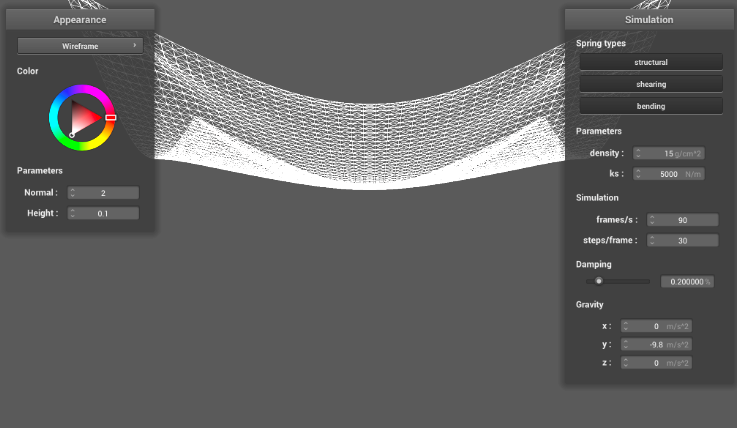 Appearance
Wireframe
Color
Parameters
Normal : 2
Height : 0.1
Simulation
Spring types
structural
shearing
bending
Parameters
density : 15 g/cm^2
ks : 5000 N/m
Simulation
frames/s : 90
steps/frame : 30
Damping
0.200000 %
Gravity
x : 0 m/s^2
y : -9.8 m/s^2
z : 0 m/s^2